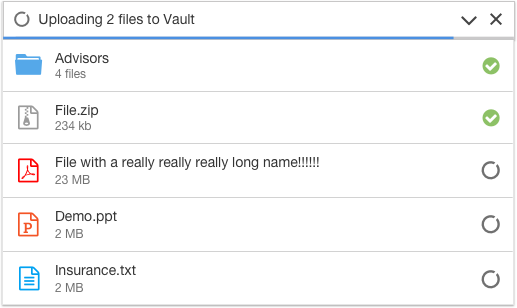 Uploading 2 files to Vault
Advisors
4 files
File.zip
234 kb
File with a really really really long name!!!!!!
23 MB
Demo.ppt
2 MB
Insurance.txt
2 MB